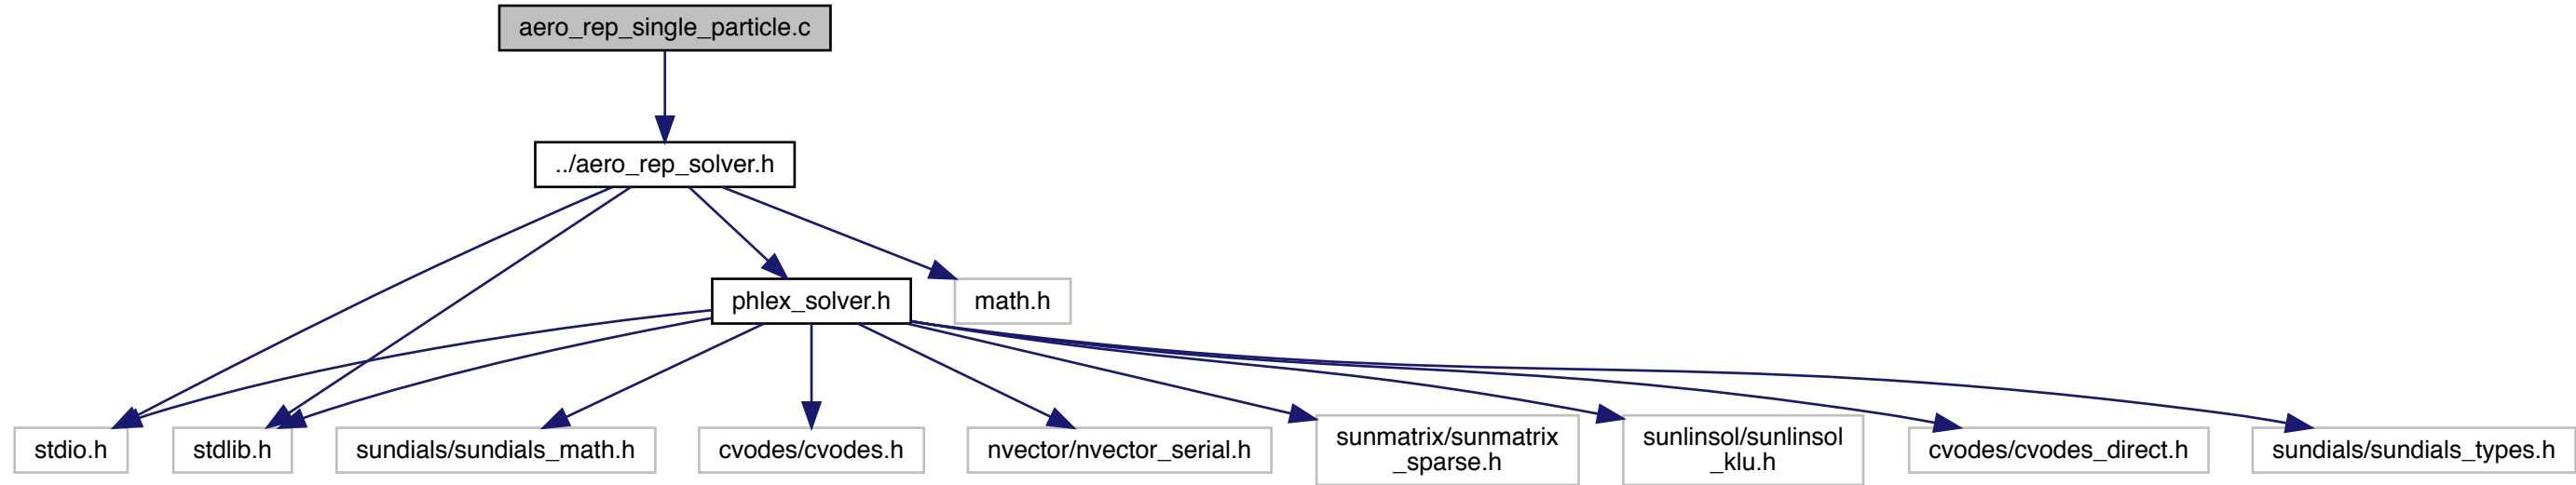 aero_rep_single_particle.c
../aero_rep_solver.h
phlex_solver.h
math.h
stdio.h
stdlib.h
sundials/sundials_math.h
cvodes/cvodes.h
nvector/nvector_serial.h
sunmatrix/sunmatrix
_sparse.h
sunlinsol/sunlinsol
_klu.h
cvodes/cvodes_direct.h
sundials/sundials_types.h